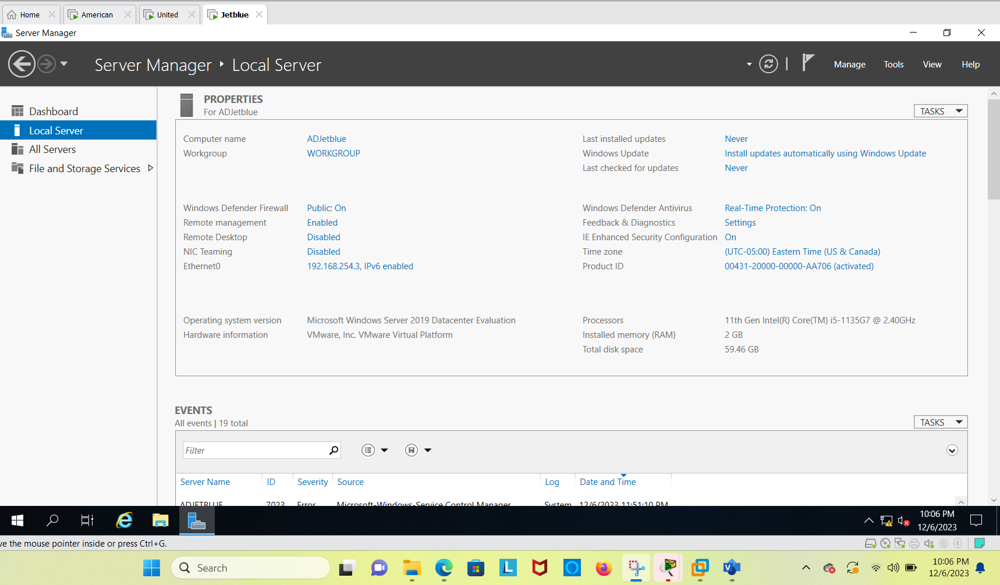 Home
American
United
Jetblue
Server Manager
Server Manager
Local Server
Manage
Tools
View
Help
Dashboard
Local Server
All Servers
File and Storage Services
PROPERTIES
For ADJetblue
TASKS
Computer name ADJetblue
Workgroup WORKGROUP
Last installed updates Never
Windows Update Install updates automatically using Windows Update
Last checked for updates Never
Windows Defender Firewall Public: On
Remote management Enabled
Remote Desktop Disabled
NIC Teaming Disabled
Ethernet0 192.168.254.3, IPv6 enabled
Windows Defender Antivirus Real-Time Protection: On
Feedback & Diagnostics Settings
IE Enhanced Security Configuration On
Time zone (UTC-05:00) Eastern Time (US & Canada)
Product ID 00431-20000-00000-AA706 (activated)
Operating system version Microsoft Windows Server 2019 Datacenter Evaluation
Hardware information VMware, Inc. VMware Virtual Platform
Processors 11th Gen Intel(R) Core(TM) i5-1135G7 @ 2.40GHz
Installed memory (RAM) 2 GB
Total disk space 59.46 GB
EVENTS
All events | 19 total
TASKS
Filter
Server Name ID Severity Source Log Date and Time
ADJETBLUE 7023 Error Microsoft-Windows-Service Control Manager System 12/6/2023 11:51:10 PM
10:06 PM
12/6/2023
ve the mouse pointer inside or press Ctrl+G.
Search
L
V
10:06 PM
12/6/2023